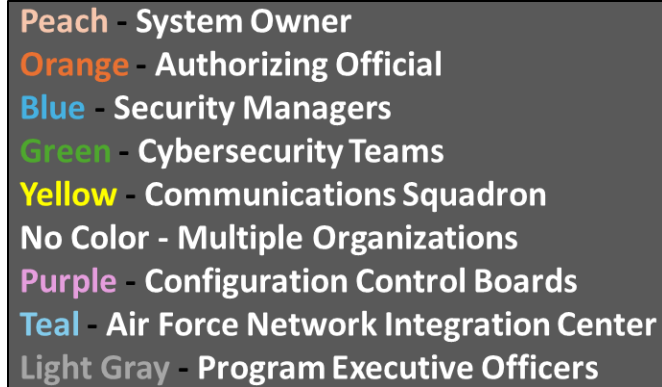 Peach - System Owner
Orange - Authorizing Official
Blue - Security Managers
Green - Cybersecurity Teams
Yellow - Communications Squadron
No Color - Multiple Organizations
Purple - Configuration Control Boards
Teal - Air Force Network Integration Center
Light Gray - Program Executive Officers